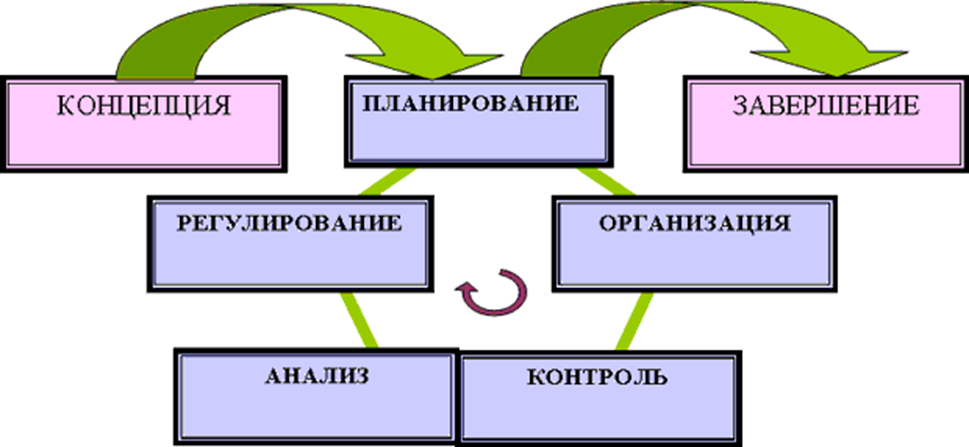 КОНЦЕПЦИЯ
ПЛАНИРОВАНИЕ
ЗАВЕРШЕНИЕ
РЕГУЛИРОВАНИЕ
ОРГАНИЗАЦИЯ
АНАЛИЗ
КОНТРОЛЬ